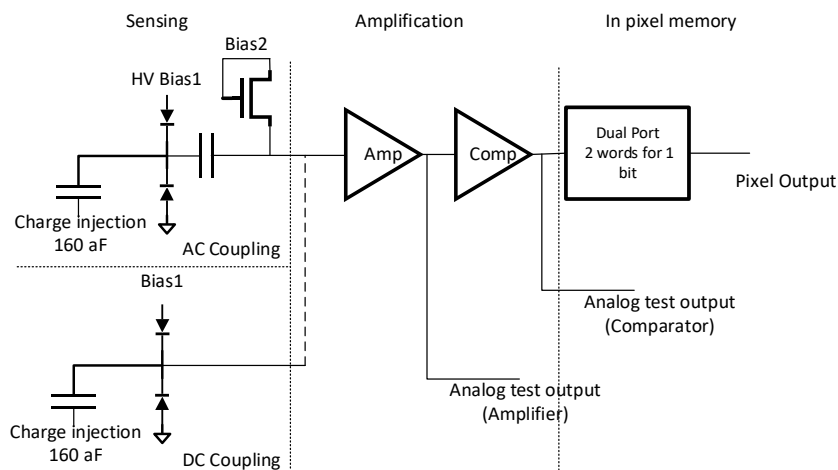 Sensing
Amplification
In pixel memory
Bias2
HV Bias1
Amp
Comp
Dual Port
2 words for 1
bit
Pixel Output
Charge injection
160 aF
AC Coupling
Bias1
Analog test output
(Comparator)
Analog test output
(Amplifier)
Charge injection
160 aF
DC Coupling